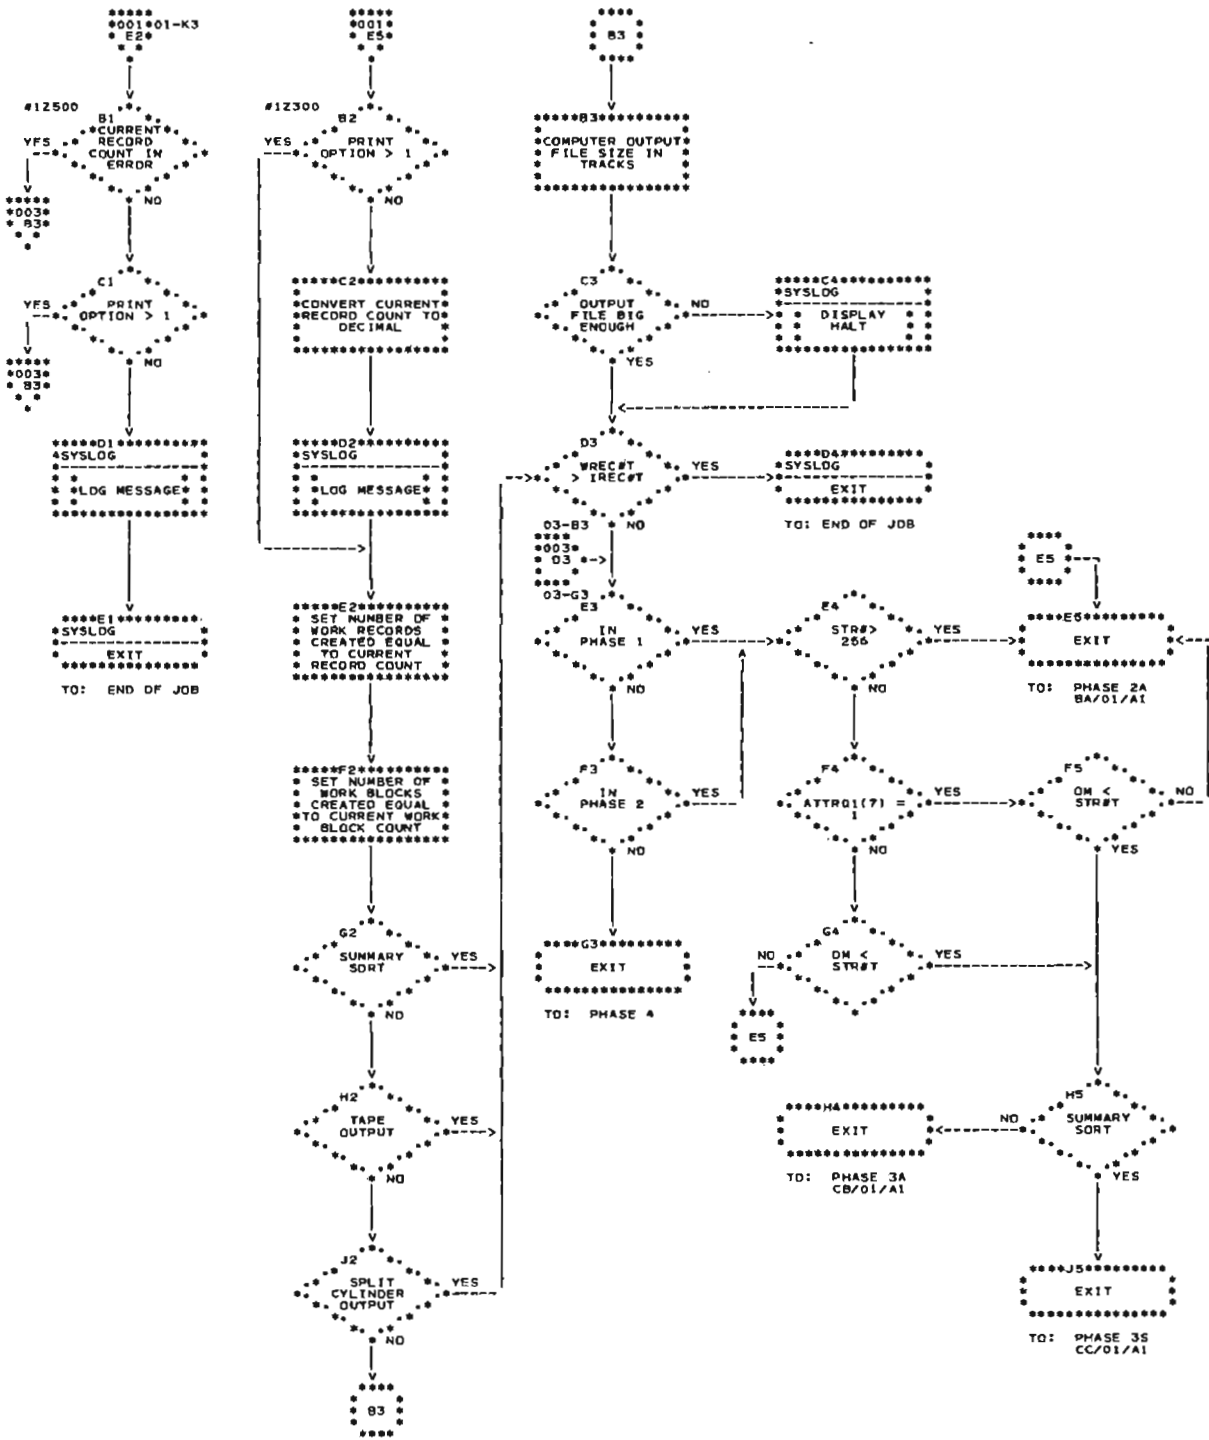 001 01-K3
E2
#1Z500
B1
CURRENT
RECORD
COUNT IN
ERROR
YES
NO
003
B3
C1
PRINT
OPTION > 1
YES
NO
003
B3
D1
SYSLOG
LOG MESSAGE
E1
SYSLOG
EXIT
TO: END OF JOB
001
E5
#1Z300
B2
PRINT
OPTION > 1
YES
NO
C2
CONVERT CURRENT
RECORD COUNT TO
DECIMAL
D2
SYSLOG
LOG MESSAGE
E2
SET NUMBER OF
WORK RECORDS
CREATED EQUAL
TO CURRENT
RECORD COUNT
F2
SET NUMBER OF
WORK BLOCKS
CREATED EQUAL
TO CURRENT WORK
BLOCK COUNT
G2
SUMMARY
SORT
YES
NO
H2
TAPE
OUTPUT
YES
NO
J2
SPLIT
CYLINDER
OUTPUT
YES
NO
B3
B3
B3
COMPUTER OUTPUT
FILE SIZE IN
TRACKS
C3
OUTPUT
FILE BIG
ENOUGH
NO
YES
C4
SYSLOG
DISPLAY
HALT
D3
WREC#T
> IREC#T
YES
NO
D4
SYSLOG
EXIT
TO: END OF JOB
03-B3
003
D3
03-G3
E3
IN
PHASE 1
YES
NO
F3
IN
PHASE 2
YES
NO
G3
EXIT
TO: PHASE 4
E4
STR#>
256
YES
NO
F4
ATTRQ1(7) =
1
YES
NO
G4
OM <
STR#T
NO
YES
E5
E5
E5
EXIT
TO: PHASE 2A
BA/01/A1
F5
OM <
STR#T
NO
YES
H5
SUMMARY
SORT
NO
YES
H4
EXIT
TO: PHASE 3A
CB/01/A1
J5
EXIT
TO: PHASE 3S
CC/01/A1